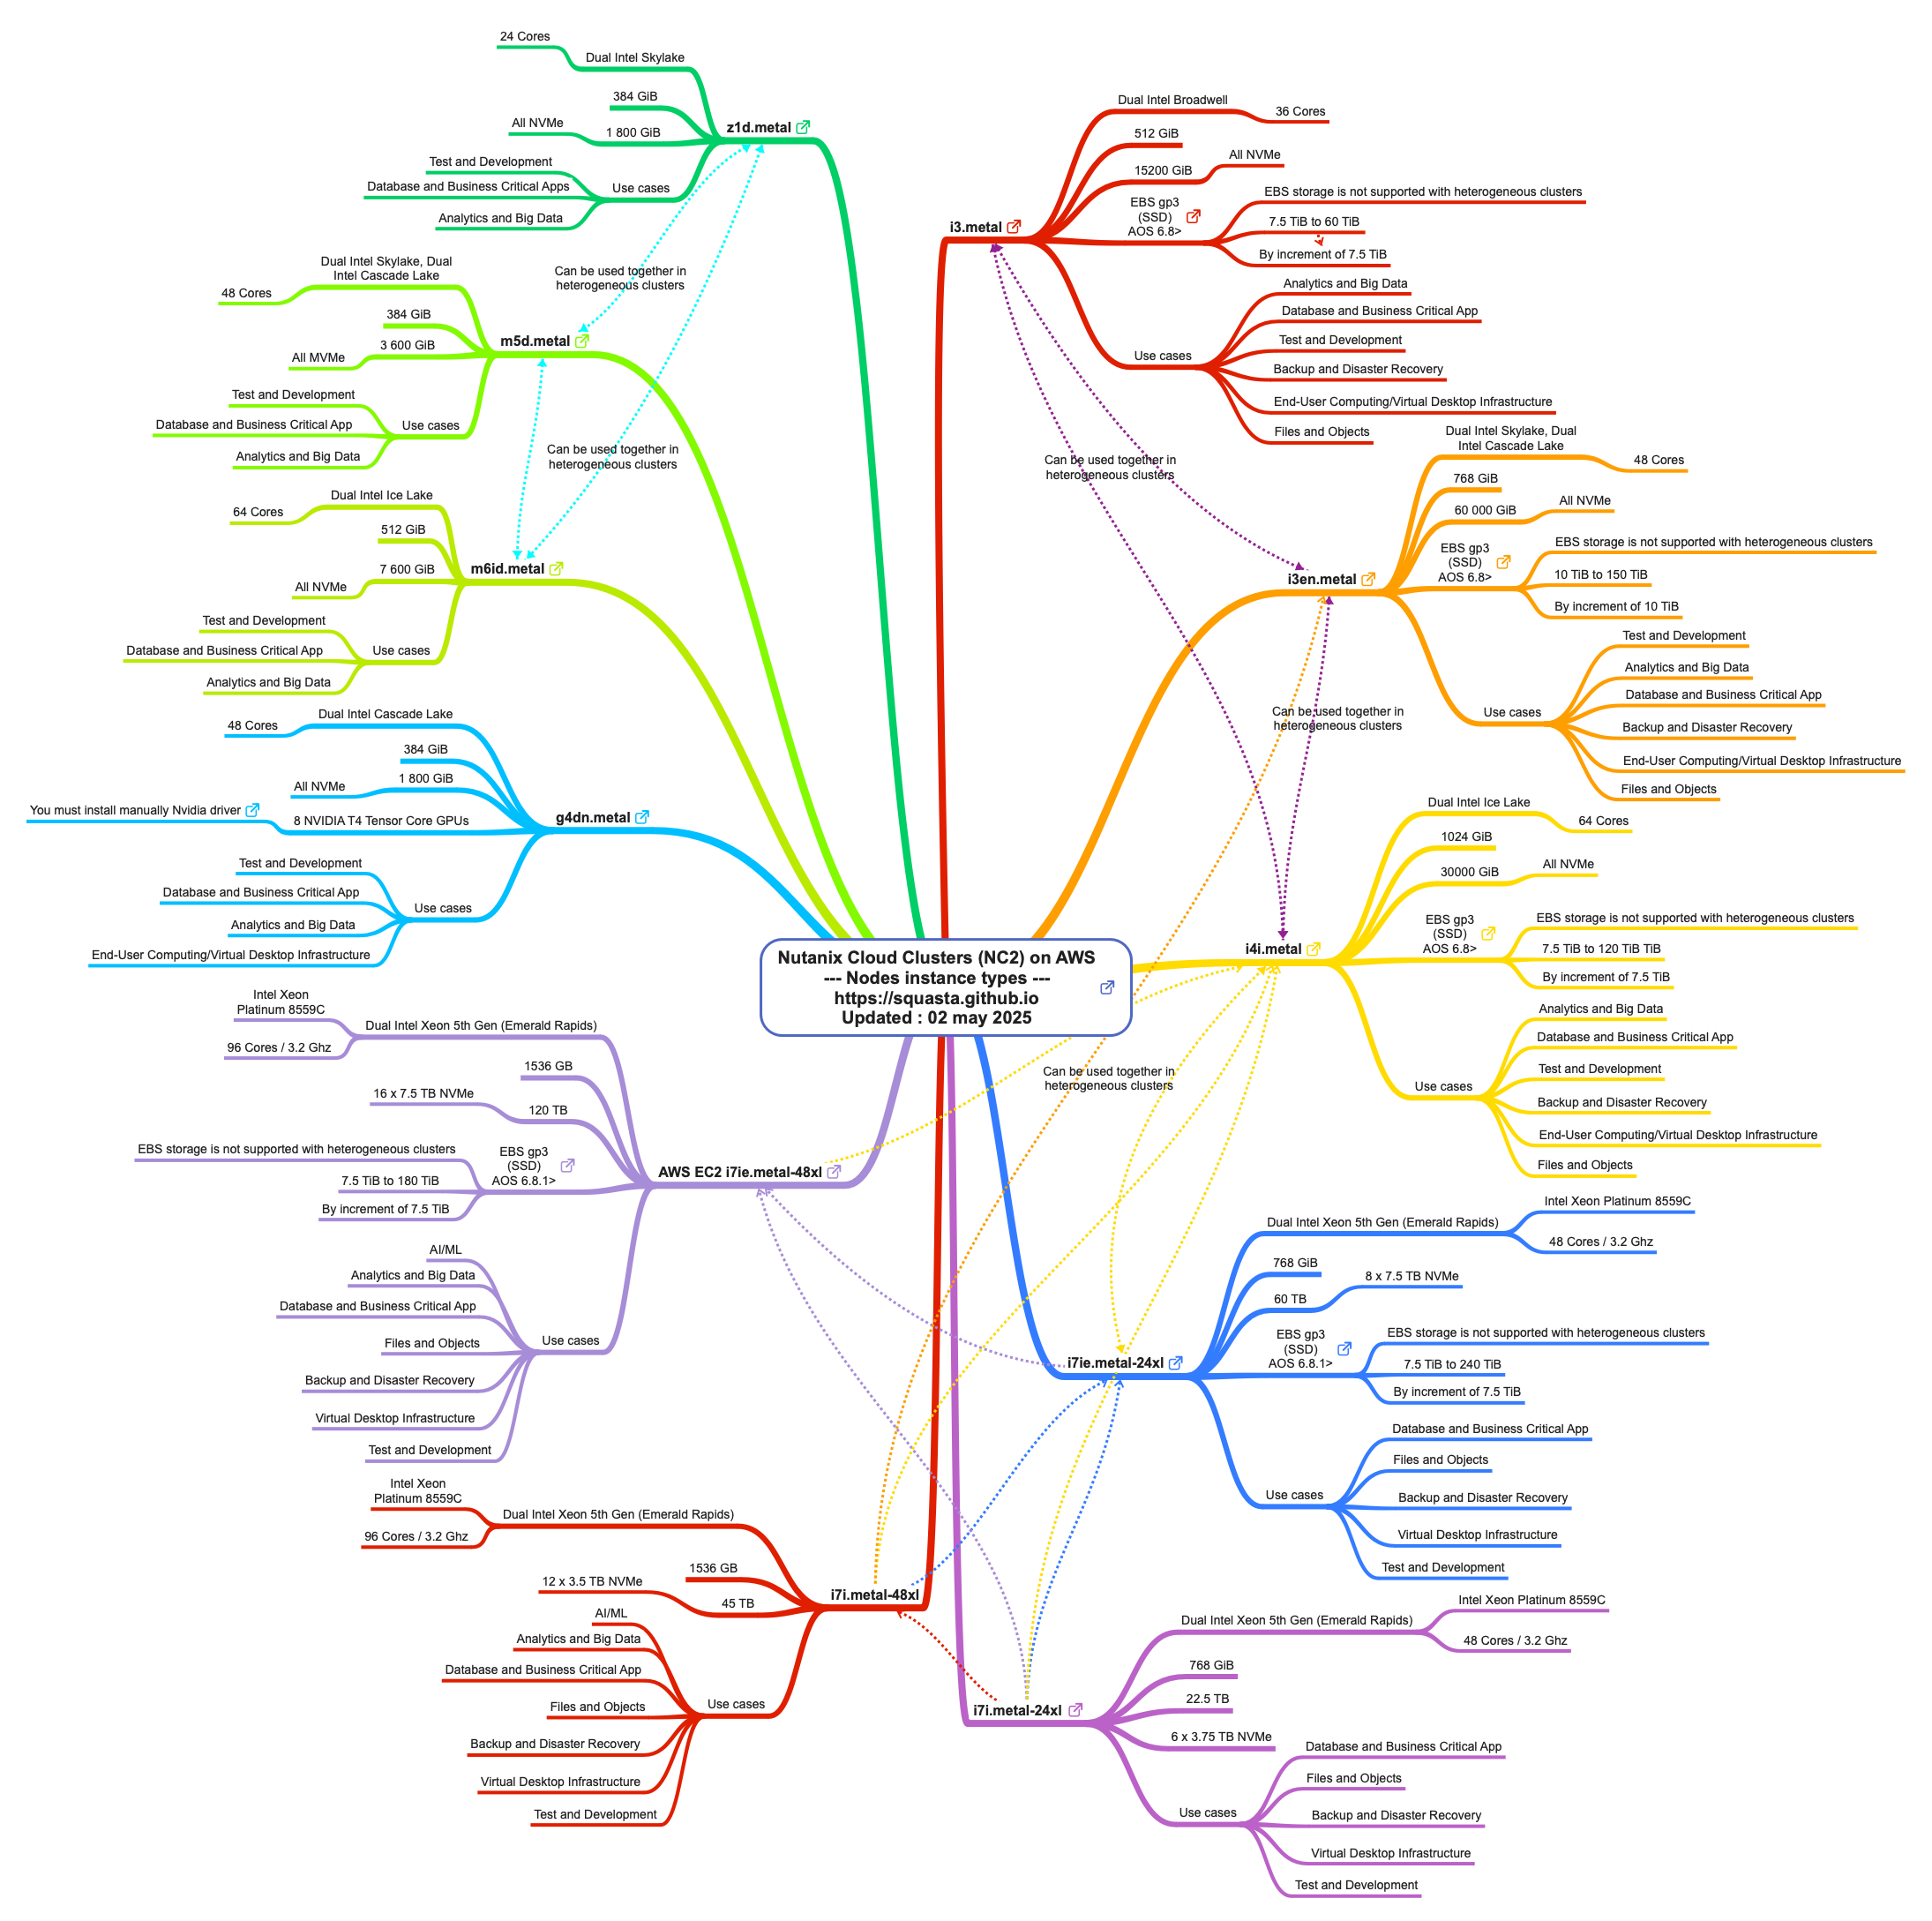 Nutanix Cloud Clusters (NC2) on AWS
--- Nodes instance types ---
https://squasta.github.io
Updated : 02 may 2025
z1d.metal
24 Cores
Dual Intel Skylake
384 GiB
All NVMe
1 800 GiB
Test and Development
Database and Business Critical Apps
Use cases
Analytics and Big Data
Can be used together in
heterogeneous clusters
m5d.metal
Dual Intel Skylake, Dual
Intel Cascade Lake
48 Cores
384 GiB
3 600 GiB
All MVMe
Test and Development
Database and Business Critical App
Use cases
Analytics and Big Data
Can be used together in
heterogeneous clusters
m6id.metal
Dual Intel Ice Lake
64 Cores
512 GiB
7 600 GiB
All NVMe
Test and Development
Database and Business Critical App
Use cases
Analytics and Big Data
g4dn.metal
Dual Intel Cascade Lake
48 Cores
384 GiB
1 800 GiB
All NVMe
You must install manually Nvidia driver
8 NVIDIA T4 Tensor Core GPUs
Test and Development
Database and Business Critical App
Use cases
Analytics and Big Data
End-User Computing/Virtual Desktop Infrastructure
AWS EC2 i7ie.metal-48xl
Intel Xeon
Platinum 8559C
Dual Intel Xeon 5th Gen (Emerald Rapids)
96 Cores / 3.2 Ghz
1536 GB
16 x 7.5 TB NVMe
120 TB
EBS storage is not supported with heterogeneous clusters
EBS gp3
(SSD)
AOS 6.8.1>
7.5 TiB to 180 TiB
By increment of 7.5 TiB
AI/ML
Analytics and Big Data
Database and Business Critical App
Use cases
Files and Objects
Backup and Disaster Recovery
Virtual Desktop Infrastructure
Test and Development
i7i.metal-48xl
Intel Xeon
Platinum 8559C
Dual Intel Xeon 5th Gen (Emerald Rapids)
96 Cores / 3.2 Ghz
1536 GB
12 x 3.5 TB NVMe
45 TB
AI/ML
Analytics and Big Data
Database and Business Critical App
Use cases
Files and Objects
Backup and Disaster Recovery
Virtual Desktop Infrastructure
Test and Development
i3.metal
Dual Intel Broadwell
36 Cores
512 GiB
15200 GiB
All NVMe
EBS gp3
(SSD)
AOS 6.8>
EBS storage is not supported with heterogeneous clusters
7.5 TiB to 60 TiB
By increment of 7.5 TiB
Analytics and Big Data
Database and Business Critical App
Test and Development
Use cases
Backup and Disaster Recovery
End-User Computing/Virtual Desktop Infrastructure
Files and Objects
Can be used together in
heterogeneous clusters
i3en.metal
Dual Intel Skylake, Dual
Intel Cascade Lake
48 Cores
768 GiB
60 000 GiB
All NVMe
EBS gp3
(SSD)
AOS 6.8>
EBS storage is not supported with heterogeneous clusters
10 TiB to 150 TiB
By increment of 10 TiB
Test and Development
Analytics and Big Data
Database and Business Critical App
Use cases
Backup and Disaster Recovery
End-User Computing/Virtual Desktop Infrastructure
Files and Objects
Can be used together in
heterogeneous clusters
i4i.metal
Dual Intel Ice Lake
64 Cores
1024 GiB
30000 GiB
All NVMe
EBS gp3
(SSD)
AOS 6.8>
EBS storage is not supported with heterogeneous clusters
7.5 TiB to 120 TiB TiB
By increment of 7.5 TiB
Analytics and Big Data
Database and Business Critical App
Test and Development
Use cases
Backup and Disaster Recovery
End-User Computing/Virtual Desktop Infrastructure
Files and Objects
Can be used together in
heterogeneous clusters
i7ie.metal-24xl
Dual Intel Xeon 5th Gen (Emerald Rapids)
Intel Xeon Platinum 8559C
48 Cores / 3.2 Ghz
768 GiB
60 TB
8 x 7.5 TB NVMe
EBS gp3
(SSD)
AOS 6.8.1>
EBS storage is not supported with heterogeneous clusters
7.5 TiB to 240 TiB
By increment of 7.5 TiB
Database and Business Critical App
Files and Objects
Use cases
Backup and Disaster Recovery
Virtual Desktop Infrastructure
Test and Development
i7i.metal-24xl
Dual Intel Xeon 5th Gen (Emerald Rapids)
Intel Xeon Platinum 8559C
48 Cores / 3.2 Ghz
768 GiB
22.5 TB
6 x 3.75 TB NVMe
Database and Business Critical App
Files and Objects
Use cases
Backup and Disaster Recovery
Virtual Desktop Infrastructure
Test and Development